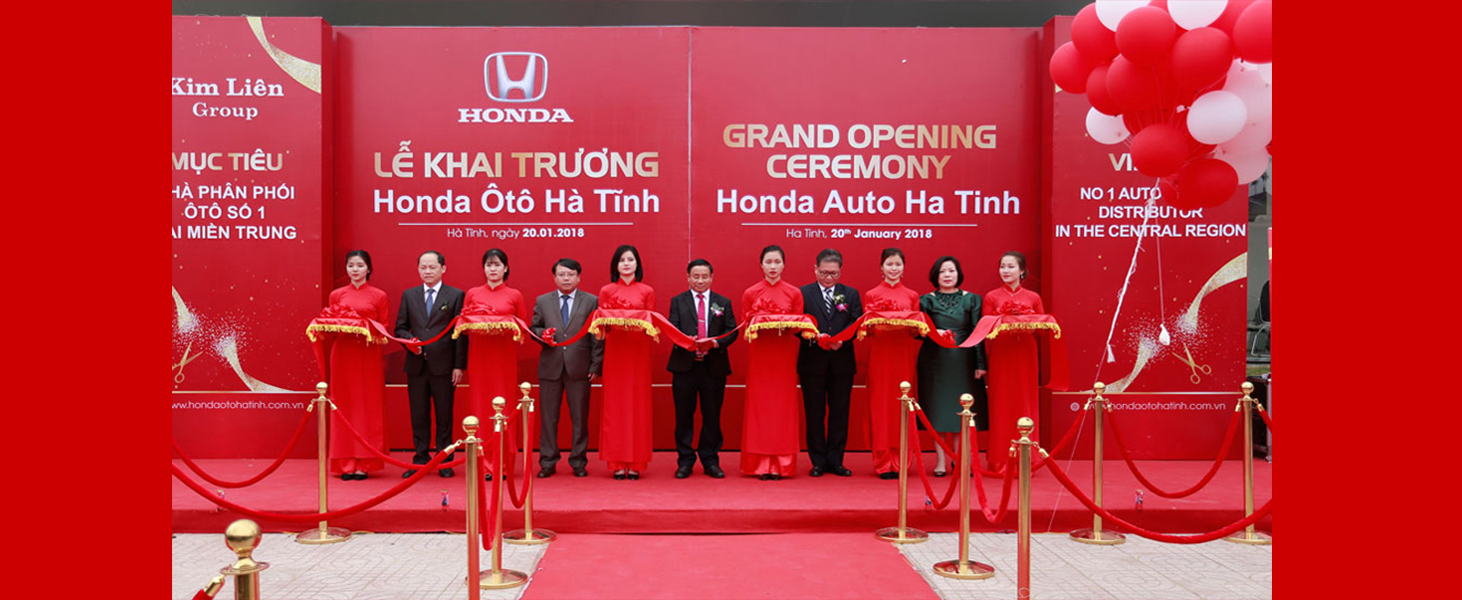 Kim Liên
Group
MỤC TIÊU
HÀ PHÂN PHỐI
ÔTÔ SỐ 1
ẠI MIỀN TRUNG
www.hondaotohatinh.com.vn
HONDA
LỄ KHAI TRƯƠNG
Honda Ôtô Hà Tĩnh
Hà Tĩnh, ngày 20.01.2018
GRAND OPENING
CEREMONY
Honda Auto Ha Tinh
Ha Tinh, 20th January 2018
NO 1 AUTO
DISTRIBUTOR
IN THE CENTRAL REGION
hondaotohatinh.com.vn